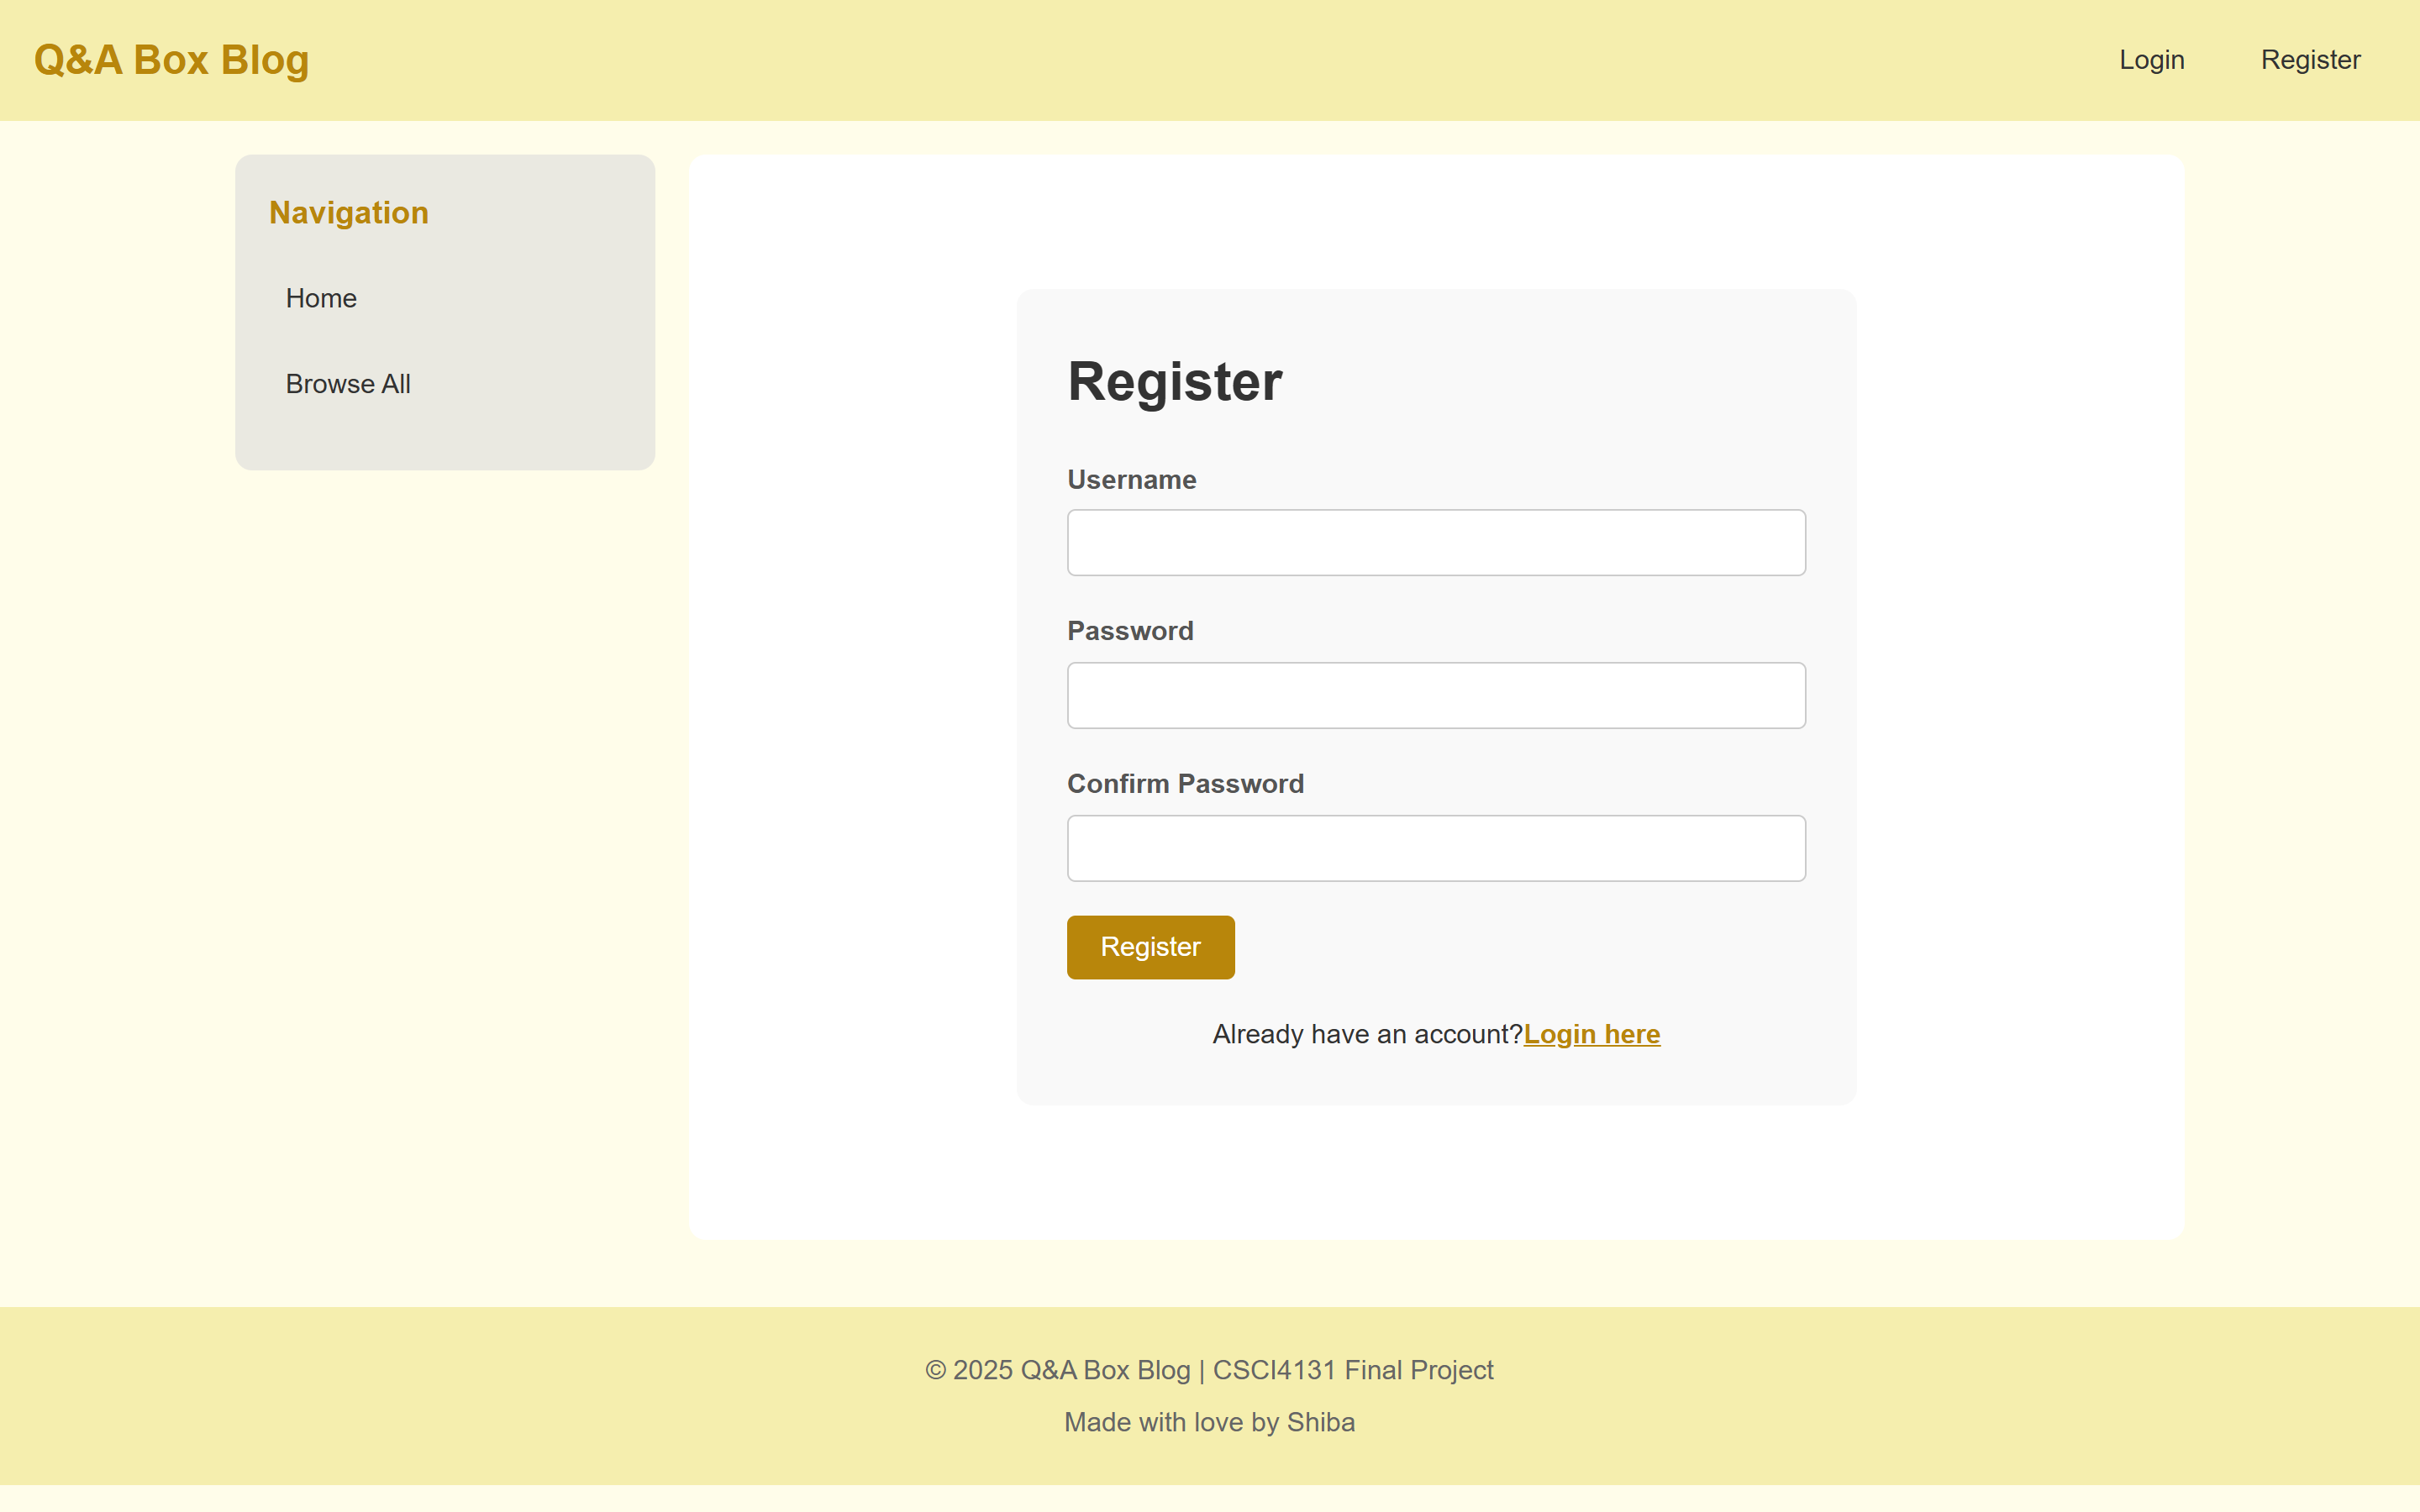 Q&A Box Blog
Login
Register
Navigation
Home
Browse All
Register
Username
Password
Confirm Password
Register
Already have an account?Login here
© 2025 Q&A Box Blog | CSCI4131 Final Project
Made with love by Shiba